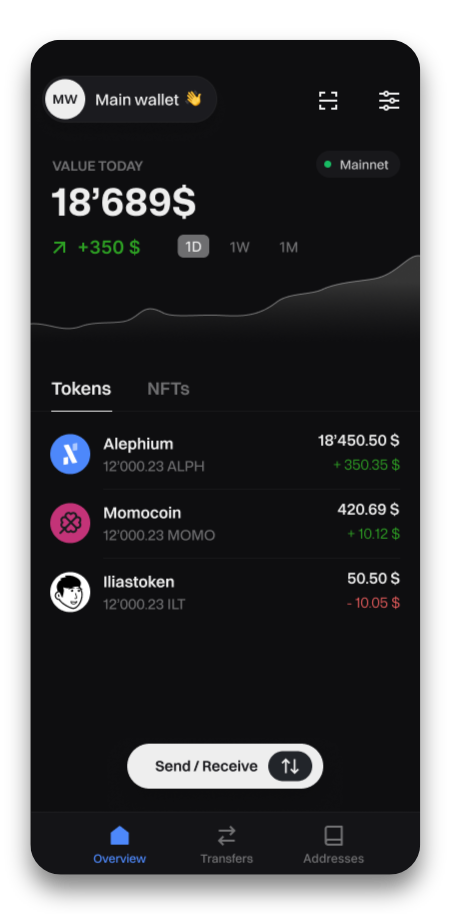 MW Main wallet 👋
VALUE TODAY
Mainnet
18’689$
+350 $ 1D 1W 1M
Tokens NFTs
Alephium 18’450.50 $
12’000.23 ALPH + 350.35 $
Momocoin 420.69 $
12’000.23 MOMO + 10.12 $
Iliastoken 50.50 $
12’000.23 ILT - 10.05 $
Send / Receive
Overview Transfers Addresses